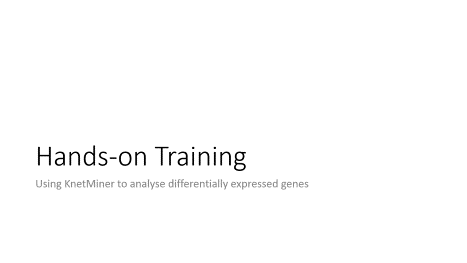 Hands-on Training
Using KnetMiner to analyse differentially expressed genes